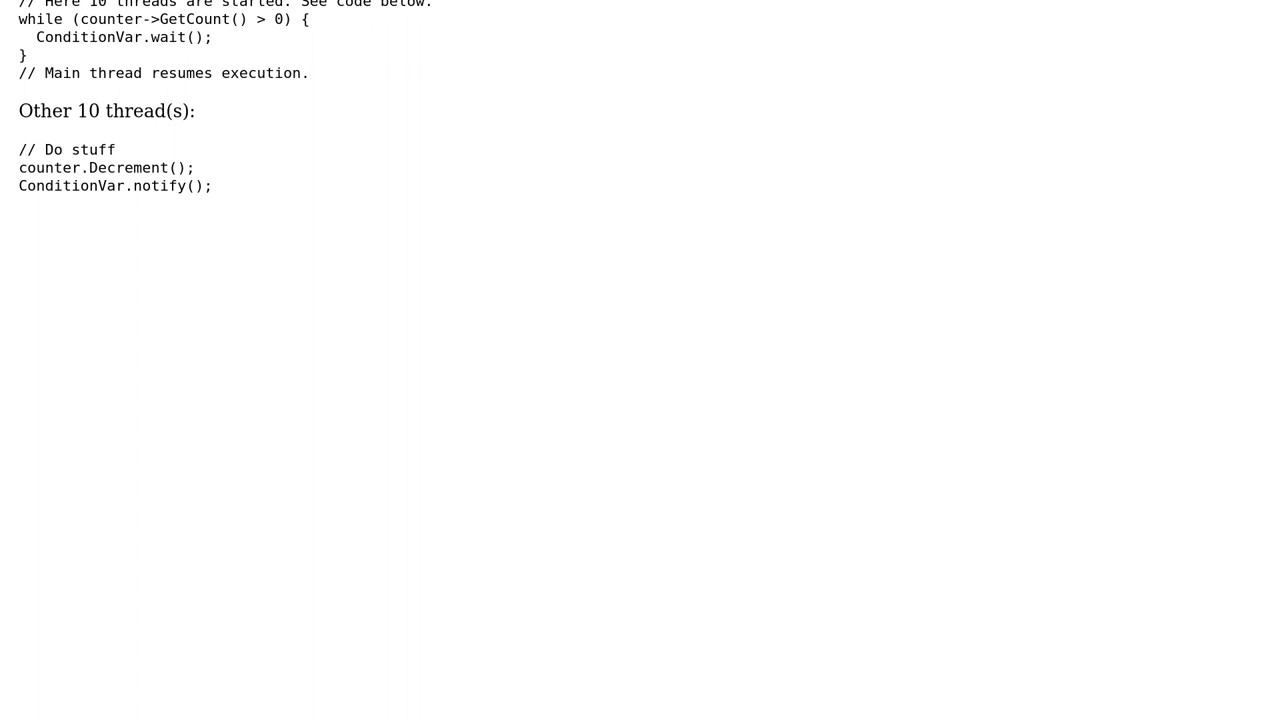 // Here 10 threads are started. See code below.
while (counter->GetCount() > 0) {
  ConditionVar.wait();
}
// Main thread resumes execution.
Other 10 thread(s):
// Do stuff
counter.Decrement();
ConditionVar.notify();